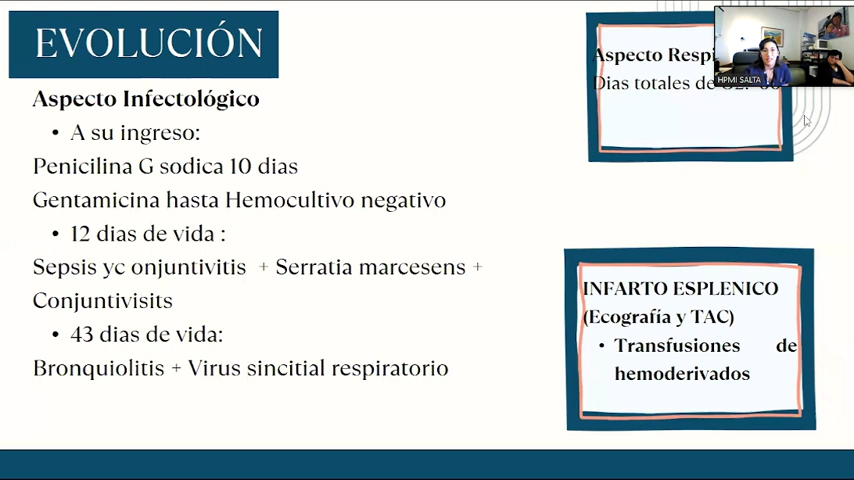 EVOLUCIÓN
Aspecto Infectológico
• A su ingreso:
Penicilina G sodica 10 dias
Gentamicina hasta Hemocultivo negativo
• 12 dias de vida :
Sepsis yc onjuntivitis + Serratia marcesens +
Conjuntivisits
• 43 dias de vida:
Bronquiolitis + Virus sincitial respiratorio
Aspecto
Dias totales de
HPMI SALTA
INFARTO ESPLENICO
(Ecografía y TAC)
• Transfusiones de
hemoderivados